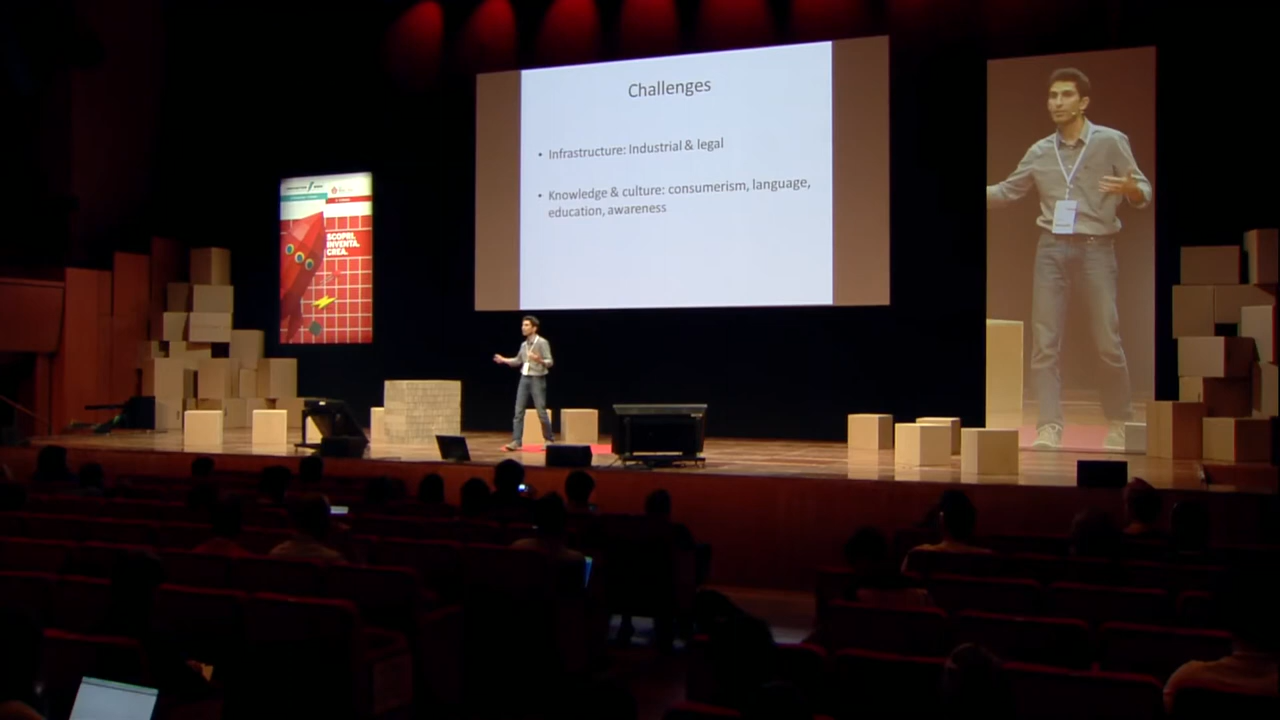 Challenges
• Infrastructure: Industrial & legal
• Knowledge & culture: consumerism, language,
education, awareness
SCOPRI,
INVENTA,
CREA.